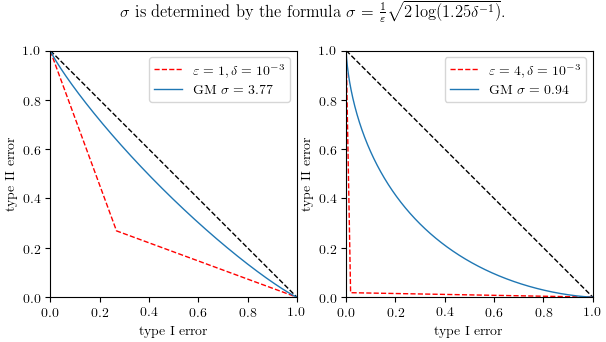 σ is determined by the formula σ = \frac{1}{ε}\sqrt{2 log(1.25δ^{-1})}.
1.0
0.8
0.6
0.4
0.2
0.0
type II error
0.0 0.2 0.4 0.6 0.8 1.0
type I error
ε = 1, δ = 10^{-3}
GM σ = 3.77
1.0
0.8
0.6
0.4
0.2
0.0
type II error
0.0 0.2 0.4 0.6 0.8 1.0
type I error
ε = 4, δ = 10^{-3}
GM σ = 0.94